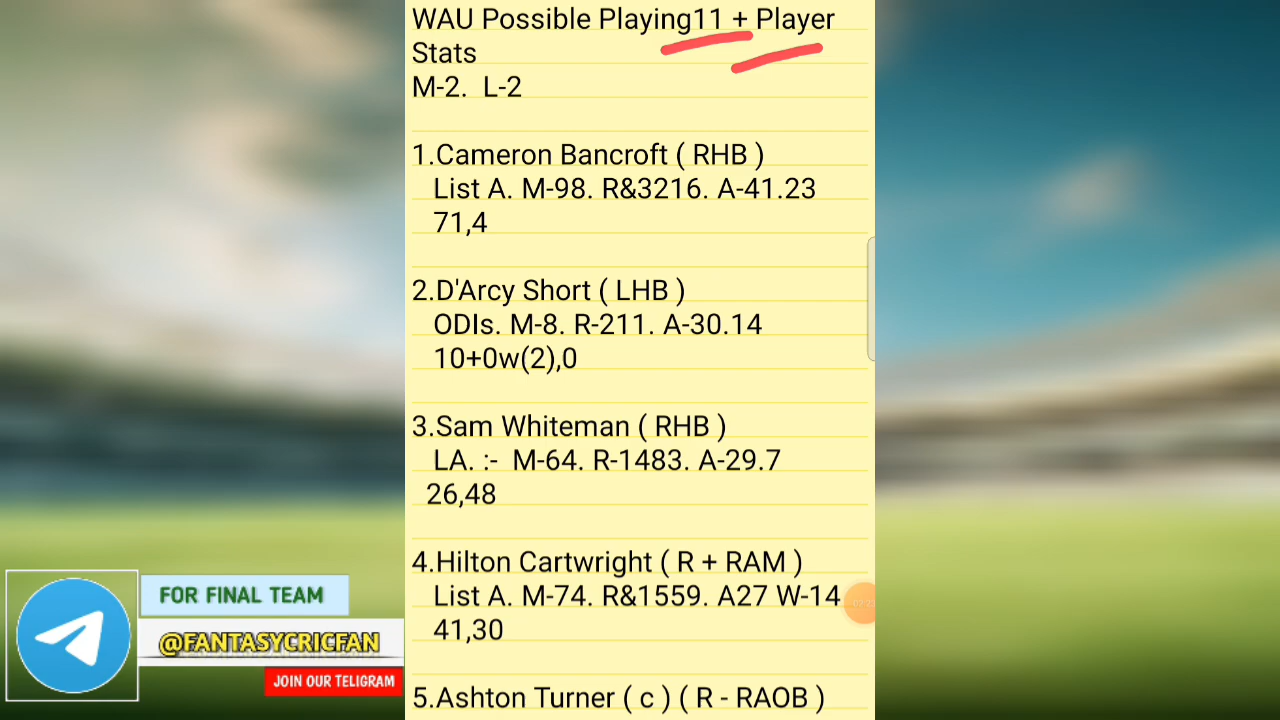 WAU Possible Playing11 + Player
Stats
M-2. L-2
1.Cameron Bancroft ( RHB )
List A. M-98. R&3216. A-41.23
71,4
2.D'Arcy Short ( LHB )
ODIs. M-8. R-211. A-30.14
10+0w(2),0
3.Sam Whiteman ( RHB )
LA. :- M-64. R-1483. A-29.7
26,48
4.Hilton Cartwright ( R + RAM )
List A. M-74. R&1559. A27 W-14
41,30
5.Ashton Turner ( c ) ( R - RAOB )
FOR FINAL TEAM
@FANTASYCRICFAN
JOIN OUR TELIGRAM